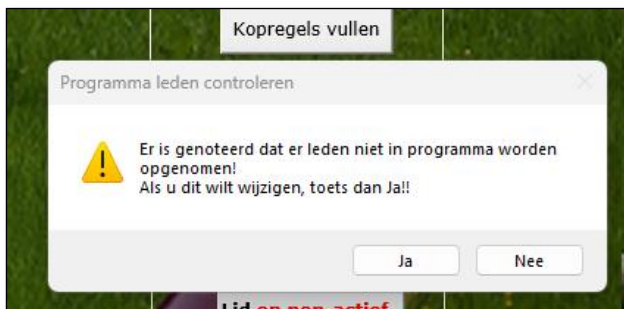 Kopregels vullen
Programma leden controleren
Er is genoteerd dat er leden niet in programma worden
opgenomen!
Als u dit wilt wijzigen, toets dan Ja!!
Ja
Nee
Lid op non-actief